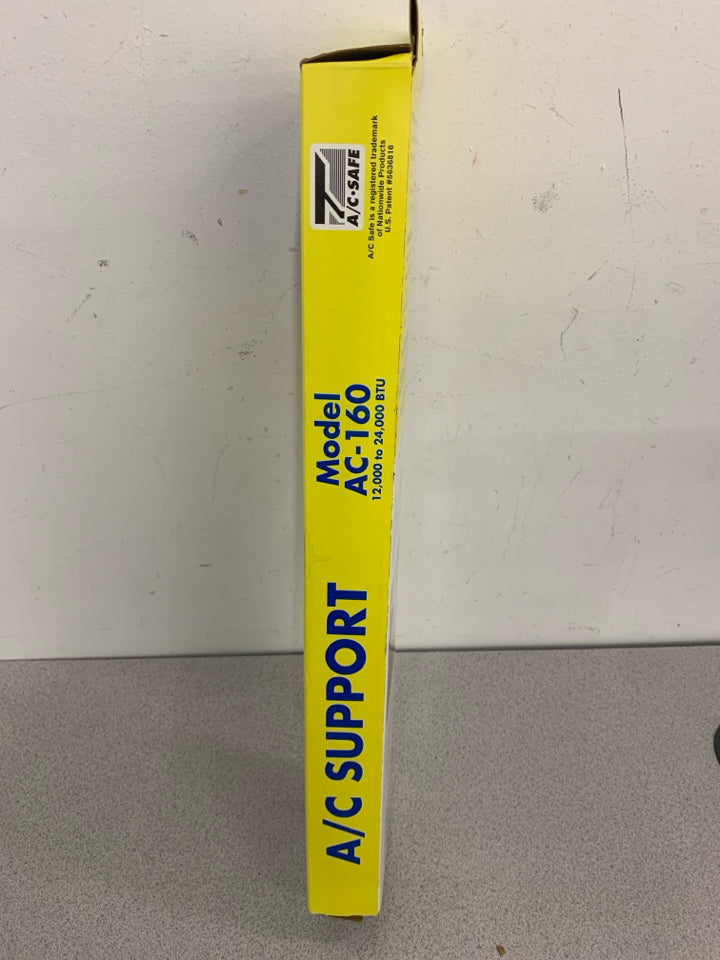 A/C SUPPORT
Model
AC-160
12,000 to 24,000 BTU
A/C·SAFE
A/C Safe is a registered trademark
of Nationwide Products
U.S. Patent #5636816